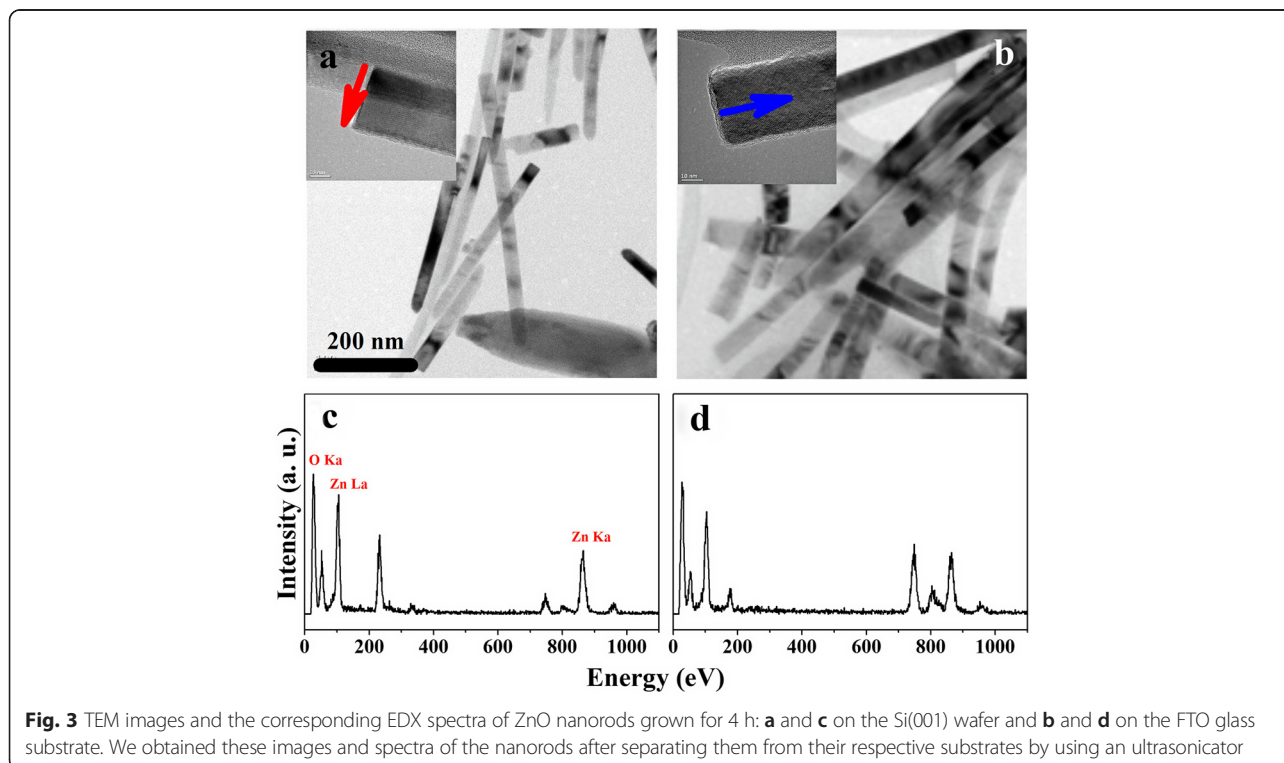 a
b
200 nm
10 nm
c
d
O Ka
Zn La
Zn Ka
Intensity (a. u.)
0 200 400 600 800 1000
0 200 400 600 800 1000
Energy (eV)
Fig. 3 TEM images and the corresponding EDX spectra of ZnO nanorods grown for 4 h: a and c on the Si(001) wafer and b and d on the FTO glass
substrate. We obtained these images and spectra of the nanorods after separating them from their respective substrates by using an ultrasonicator